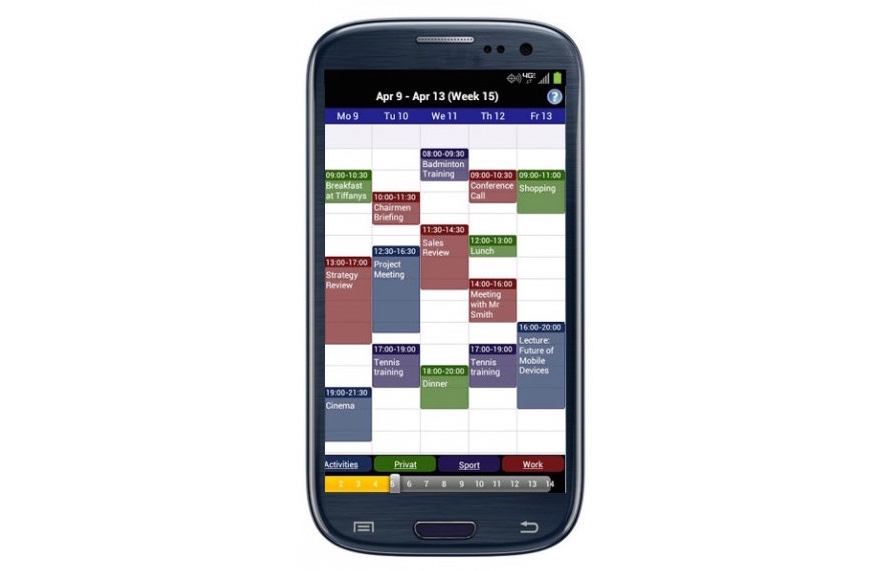 4G
Apr 9 - Apr 13 (Week 15)
?
Mo 9 Tu 10 We 11 Th 12 Fr 13
08:00-09:30
Badminton
Training
09:00-10:30
Breakfast
at Tiffanys
10:00-11:30
Chairmen
Briefing
09:00-10:30
Conference
Call
09:00-11:00
Shopping
11:30-14:30
Sales
Review
12:30-16:30
Project
Meeting
12:00-13:00
Lunch
13:00-17:00
Strategy
Review
14:00-16:00
Meeting
with Mr
Smith
16:00-20:00
Lecture:
Future of
Mobile
Devices
17:00-19:00
Tennis
training
18:00-20:00
Dinner
17:00-19:00
Tennis
training
19:00-21:30
Cinema
Activities Privat Sport Work
2 3 4 5 6 7 8 9 10 11 12 13 14